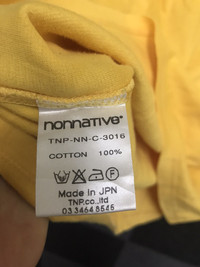 nonnative®
TNP-NN-C-3016
COTTON 100%
Made in JPN
TNP.co.,ltd
03 3464 8545